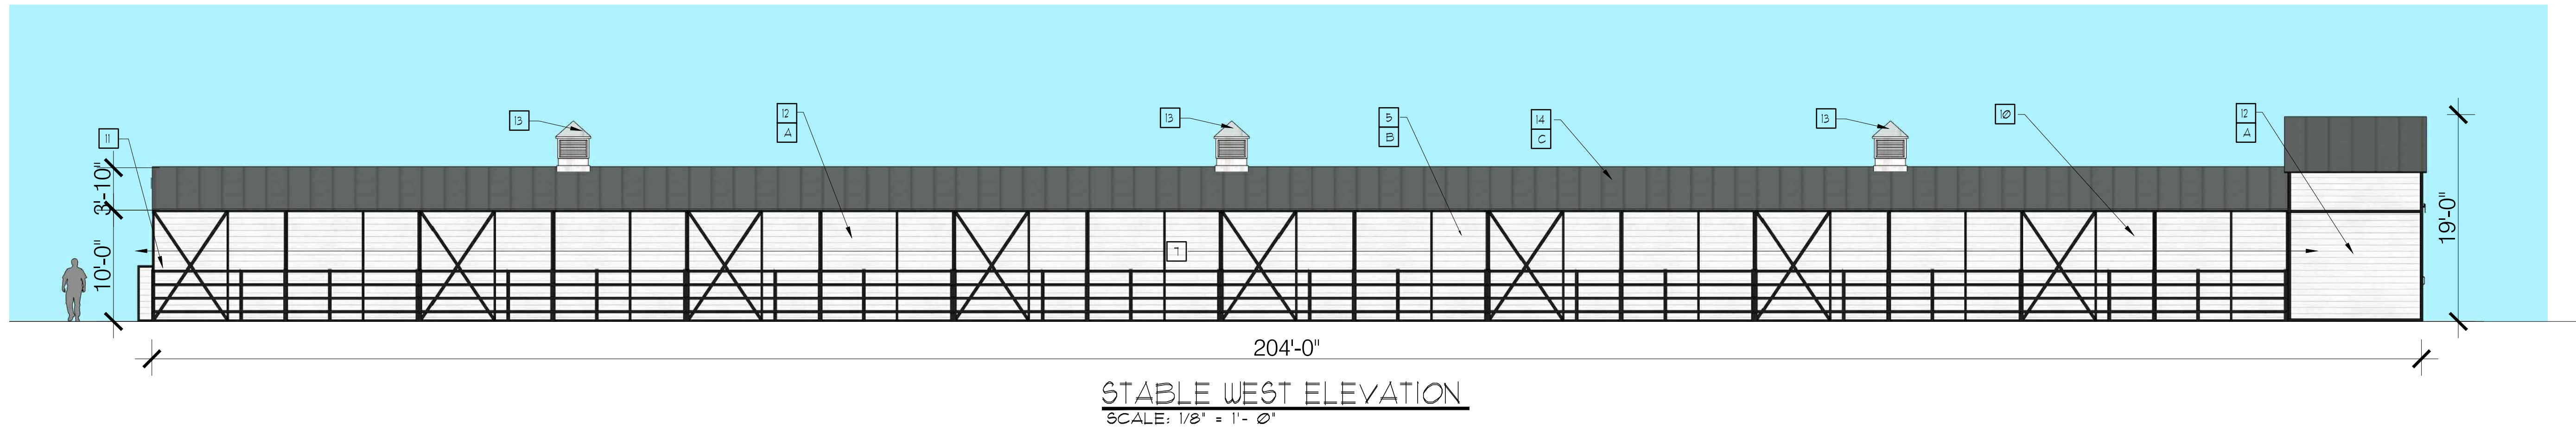 11
13
12
A
13
5
B
14
C
13
10
12
A
3'-10"
10'-0"
7
19'-0"
204'-0"
STABLE WEST ELEVATION
SCALE: 1/8" = 1'- 0"